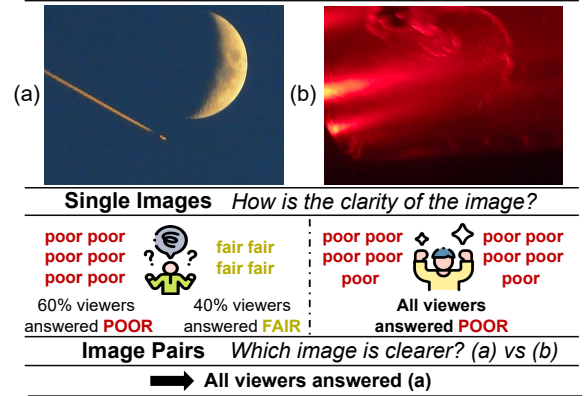 (a)
(b)
Single Images How is the clarity of the image?
poor poor
poor poor
poor poor
? ?
fair fair
fair fair
60% viewers
answered POOR
40% viewers
answered FAIR
poor poor
poor poor
poor
poor poor
poor poor
poor
All viewers
answered POOR
Image Pairs Which image is clearer? (a) vs (b)
All viewers answered (a)